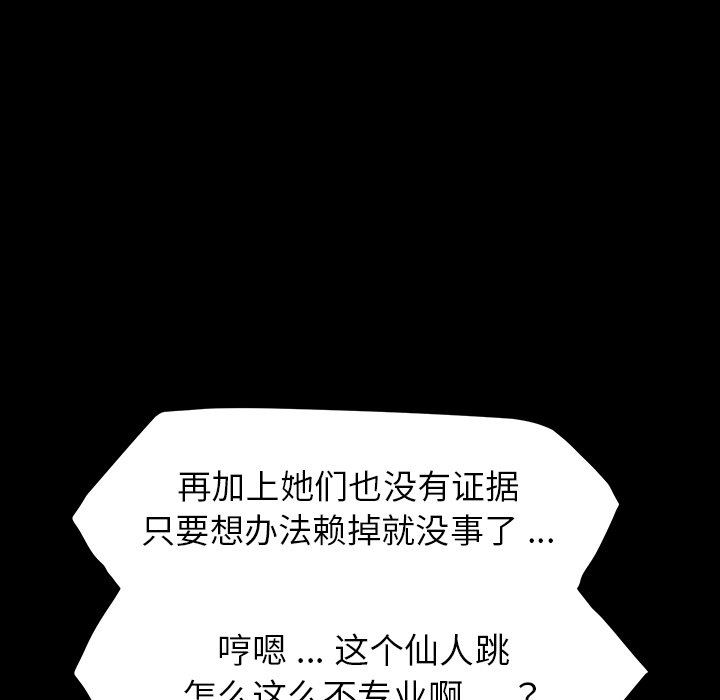 再加上她们也没有证据
只要想办法赖掉就没事了 ...
哼嗯 ... 这个仙人跳
怎么这么不专业啊 ... ?